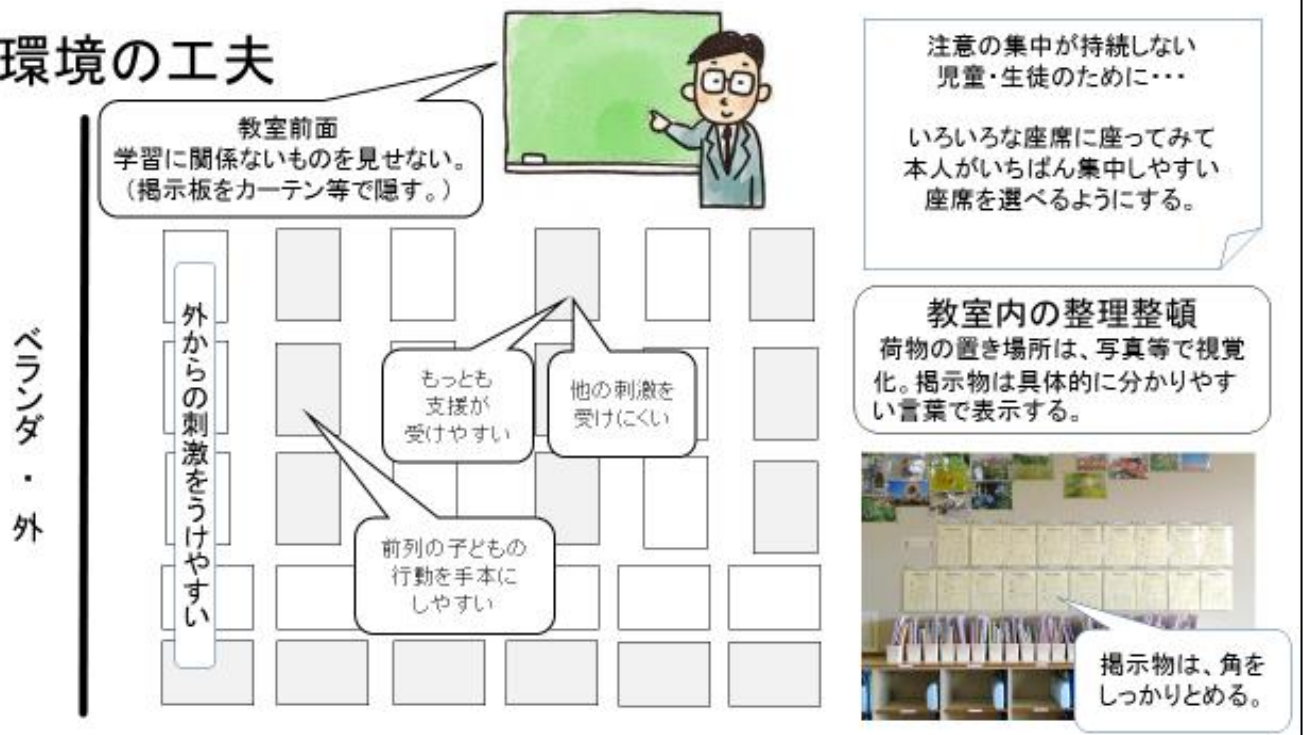 環境の工夫
教室前面
学習に関係ないものを見せない。
（掲示板をカーテン等で隠す。）
注意の集中が持続しない
児童・生徒のために・・・
いろいろな座席に座ってみて
本人がいちばん集中しやすい
座席を選べるようにする。
ベランダ・外
外からの刺激をうけやすい
もっとも
支援が
受けやすい
他の刺激を
受けにくい
前列の子どもの
行動を手本に
しやすい
教室内の整理整頓
荷物の置き場所は、写真等で視覚
化。掲示物は具体的に分かりやす
い言葉で表示する。
掲示物は、角を
しっかりとめる。